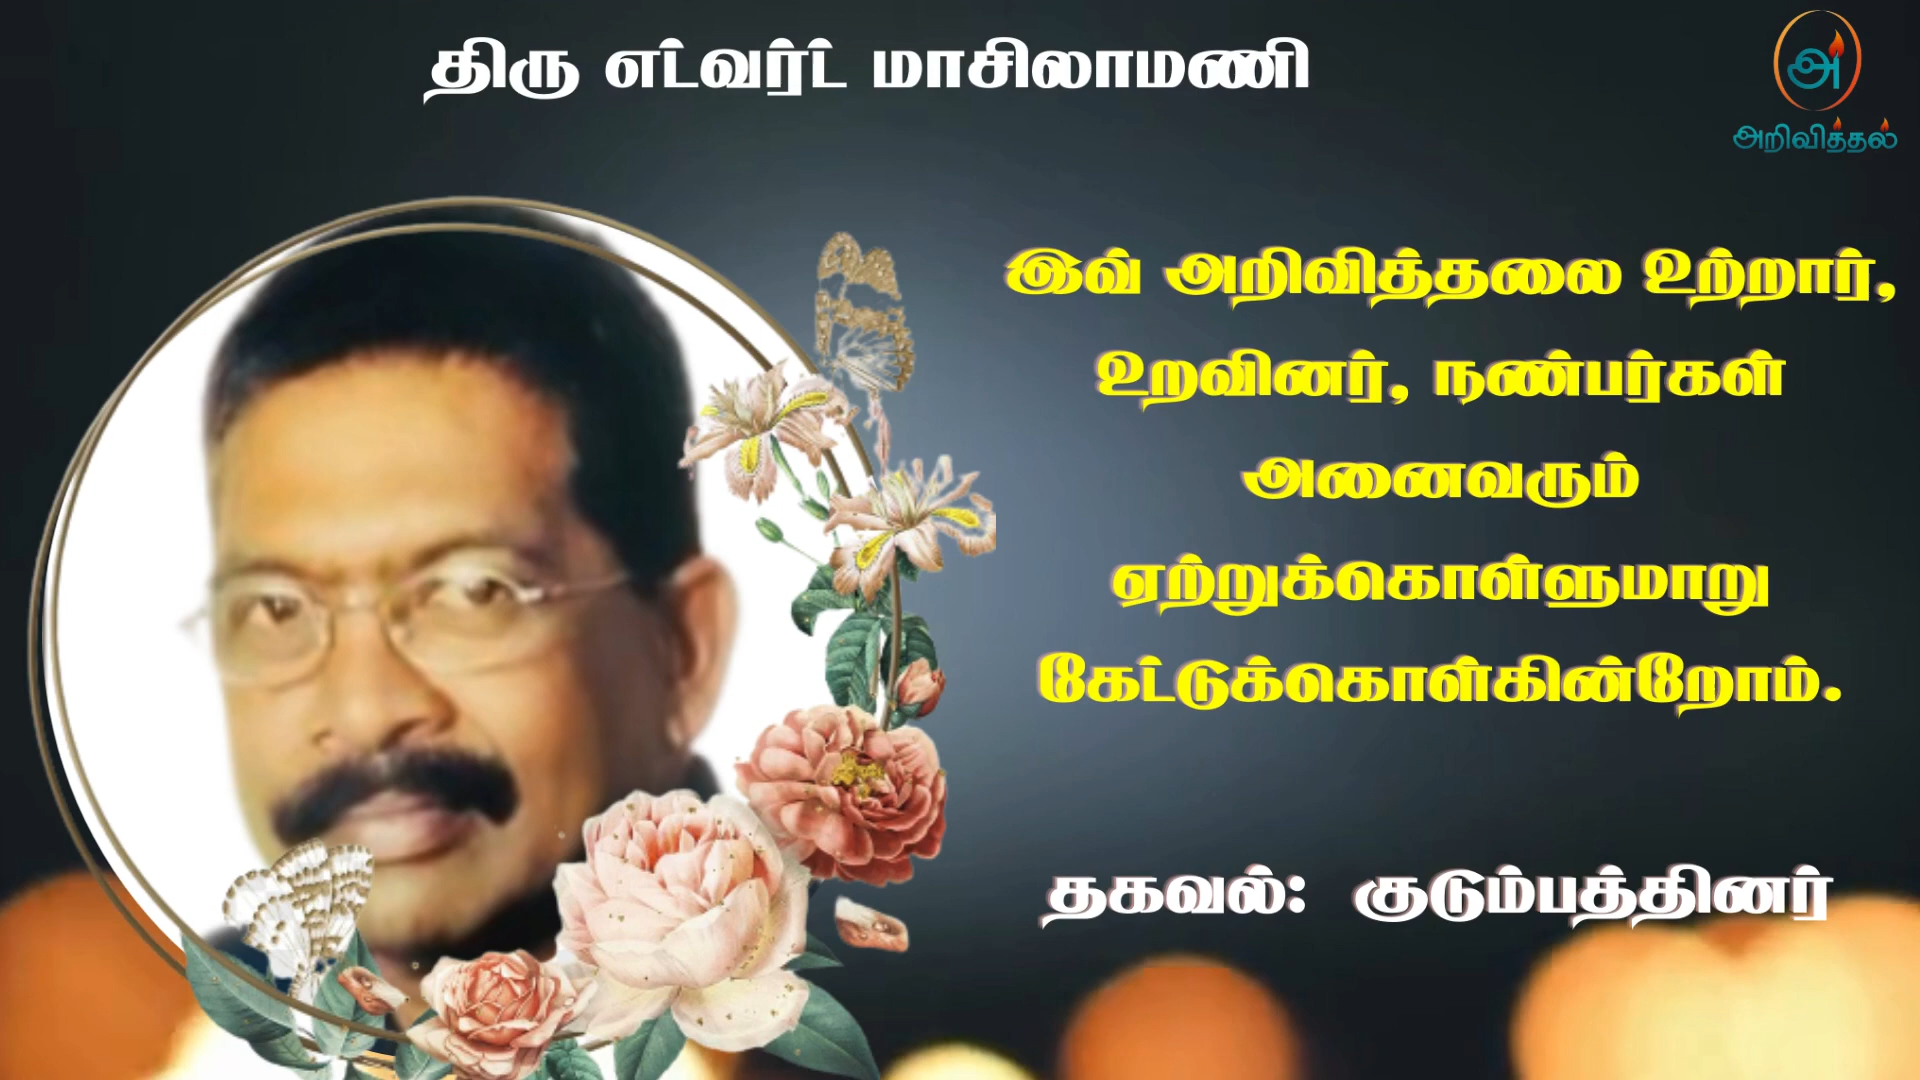 திரு எட்வர்ட் மாசிலாமணி
அ
அறிவித்தல்
இவ் அறிவித்தலை உற்றார்,
உறவினர், நண்பர்கள்
அனைவரும்
ஏற்றுக்கொள்ளுமாறு
கேட்டுக்கொள்கின்றோம்.
தகவல்: குடும்பத்தினர்